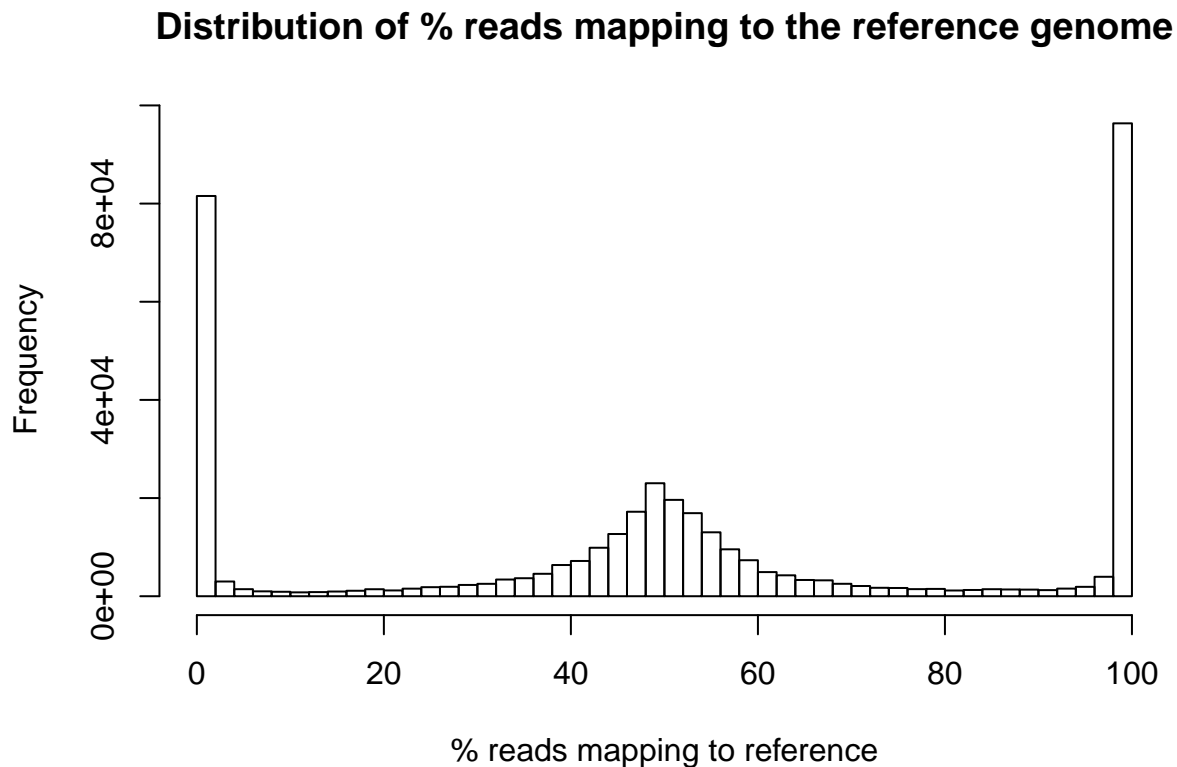 Distribution of % reads mapping to the reference genome
Frequency
8e+04
4e+04
0e+00
0 20 40 60 80 100
% reads mapping to reference